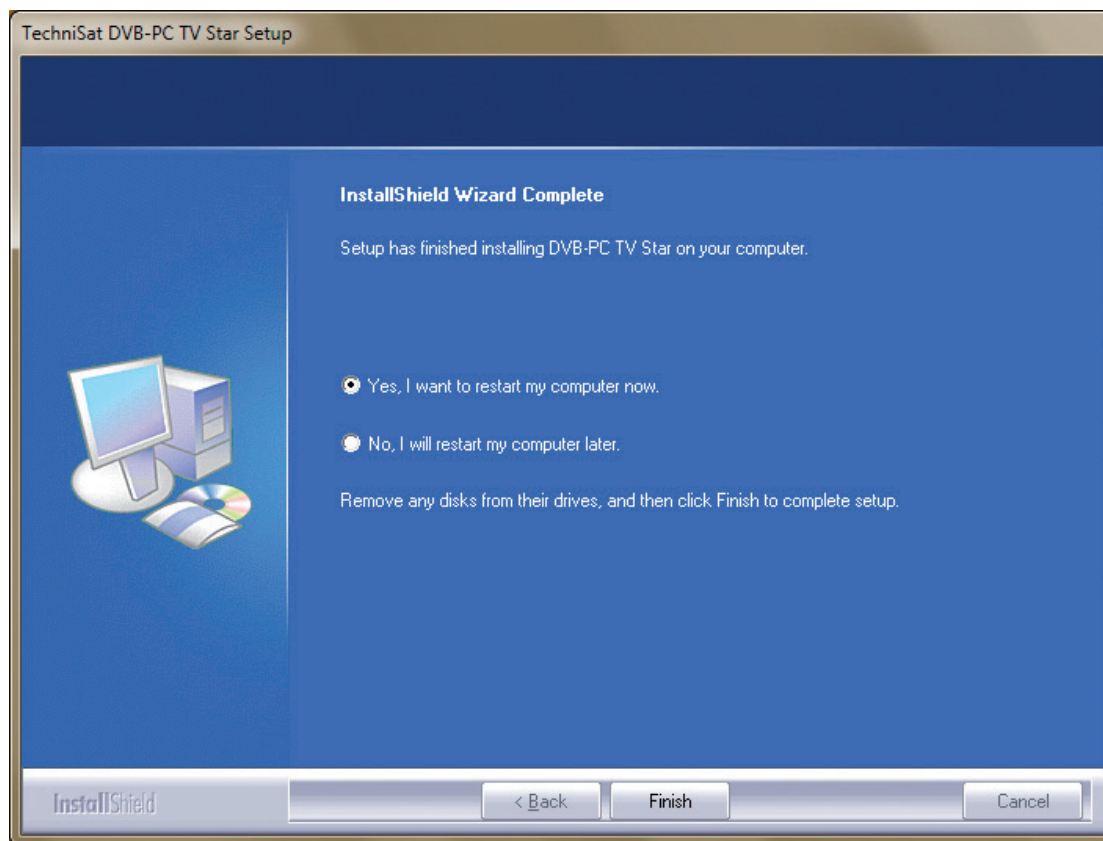 TechniSat DVB-PC TV Star Setup
InstallShield Wizard Complete
Setup has finished installing DVB-PC TV Star on your computer.
Yes, I want to restart my computer now.
No, I will restart my computer later.
Remove any disks from their drives, and then click Finish to complete setup.
InstallShield
< Back
Finish
Cancel